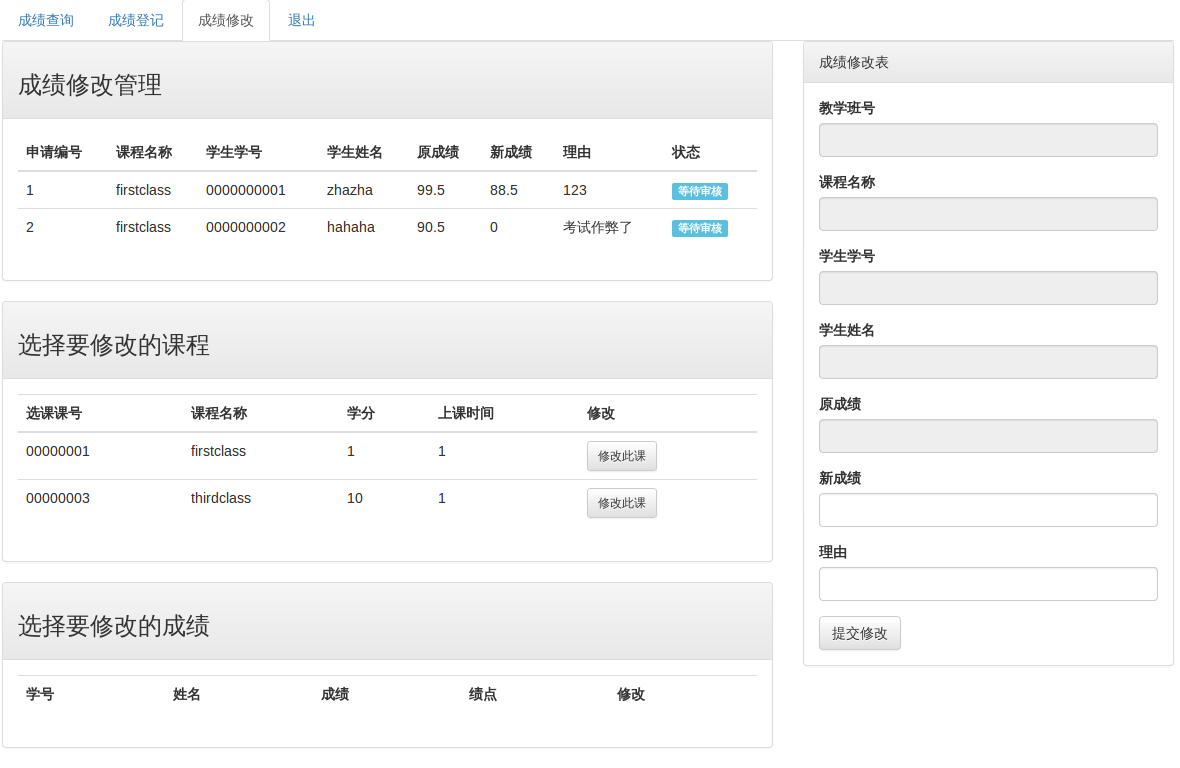 成绩查询 成绩登记 成绩修改 退出
成绩修改管理
申请编号 课程名称 学生学号 学生姓名 原成绩 新成绩 理由 状态
1 firstclass 0000000001 zhazha 99.5 88.5 123 等待审核
2 firstclass 0000000002 hahaha 90.5 0 考试作弊了 等待审核
选择要修改的课程
选课课号 课程名称 学分 上课时间 修改
00000001 firstclass 1 1 修改此课
00000003 thirdclass 10 1 修改此课
选择要修改的成绩
学号 姓名 成绩 绩点 修改
成绩修改表
教学班号
课程名称
学生学号
学生姓名
原成绩
新成绩
理由
提交修改